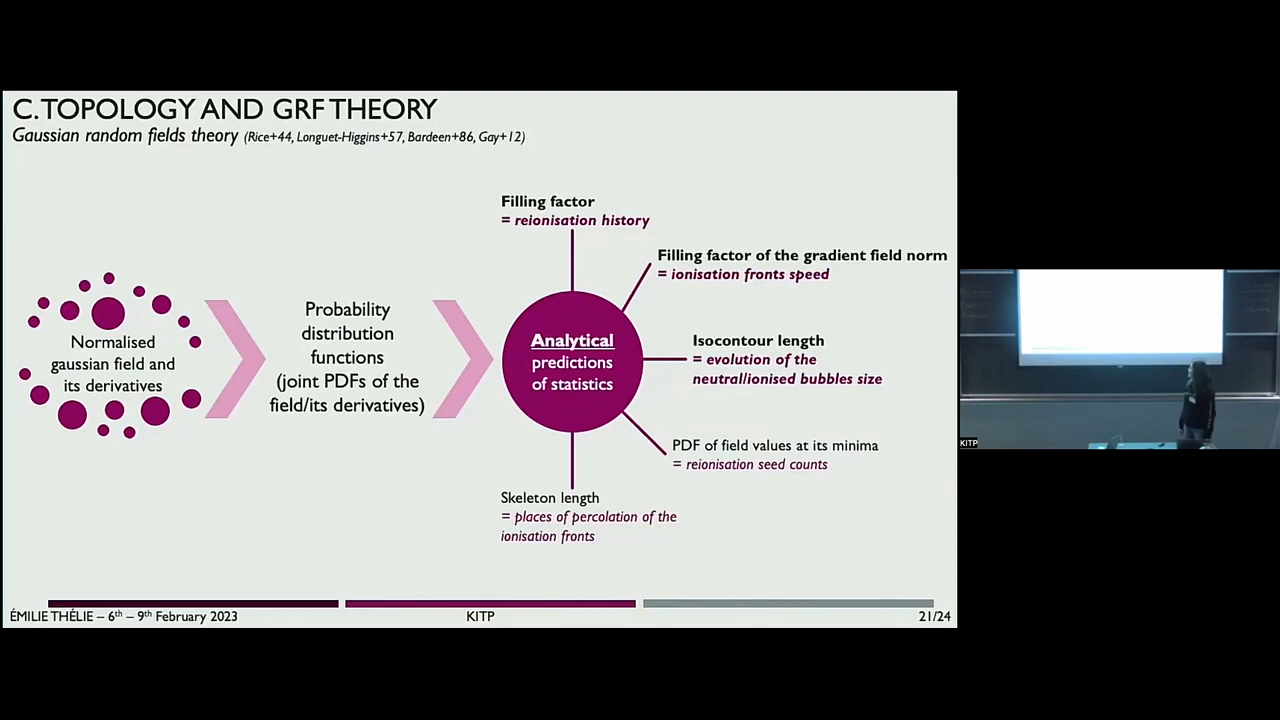 C. TOPOLOGY AND GRF THEORY
Gaussian random fields theory (Rice+44, Longuet-Higgins+57, Bardeen+86, Gay+12)
Normalised
gaussian field and
its derivatives
Probability
distribution
functions
(joint PDFs of the
field/its derivatives)
Analytical
predictions
of statistics
Filling factor
= reionisation history
Filling factor of the gradient field norm
= ionisation fronts speed
Isocontour length
= evolution of the
neutral/ionised bubbles size
PDF of field values at its minima
= reionisation seed counts
Skeleton length
= places of percolation of the
ionisation fronts
ÉMILIE THÉLIE – 6th – 9th February 2023
KITP
21/24
KITP